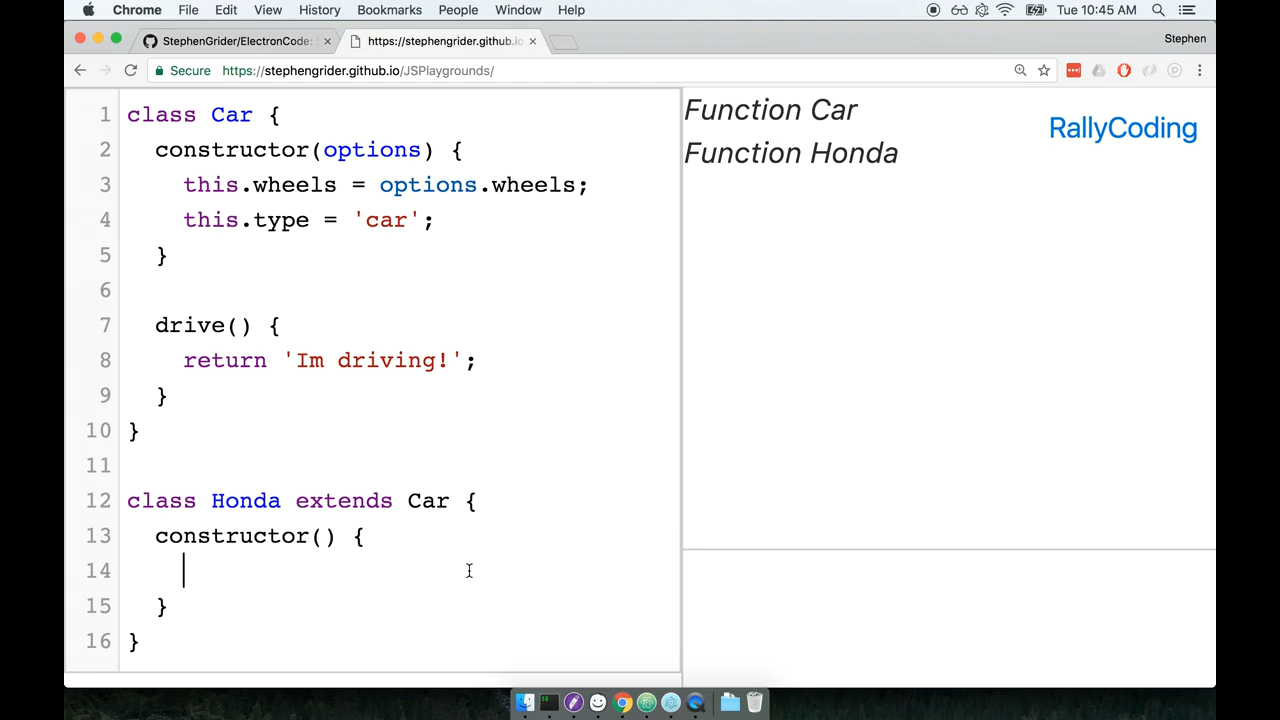 Chrome File Edit View History Bookmarks People Window Help Tue 10:45 AM
StephenGrider/ElectronCode: https://stephengrider.github.io Stephen
Secure https://stephengrider.github.io/JSPlaygrounds/
1 class Car {
2 constructor(options) {
3 this.wheels = options.wheels;
4 this.type = 'car';
5 }
6
7 drive() {
8 return 'Im driving!';
9 }
10 }
11
12 class Honda extends Car {
13 constructor() {
14
15 }
16 }
Function Car
Function Honda
RallyCoding